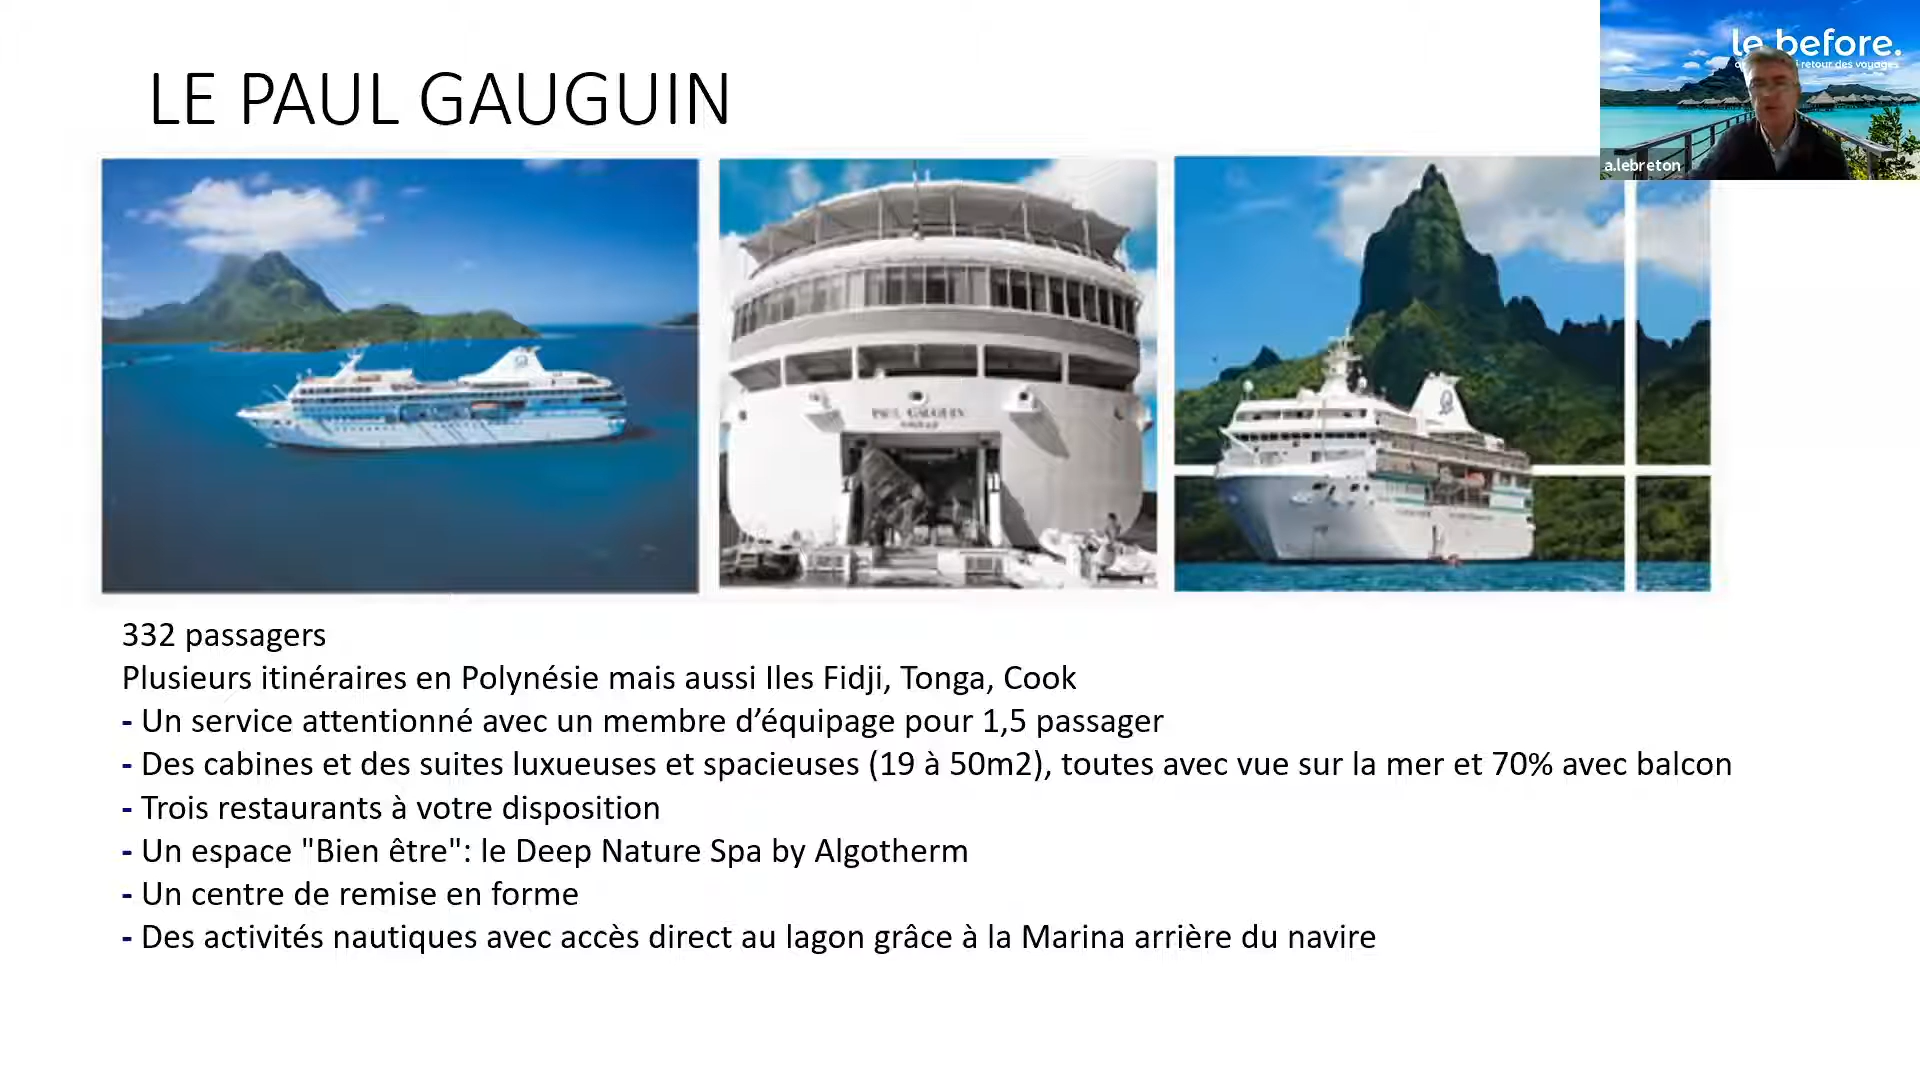 LE PAUL GAUGUIN
le before.
retour des voyages
a.lebreton
PAUL GAUGUIN
332 passagers
Plusieurs itinéraires en Polynésie mais aussi Iles Fidji, Tonga, Cook
- Un service attentionné avec un membre d’équipage pour 1,5 passager
- Des cabines et des suites luxueuses et spacieuses (19 à 50m2), toutes avec vue sur la mer et 70% avec balcon
- Trois restaurants à votre disposition
- Un espace "Bien être": le Deep Nature Spa by Algotherm
- Un centre de remise en forme
- Des activités nautiques avec accès direct au lagon grâce à la Marina arrière du navire